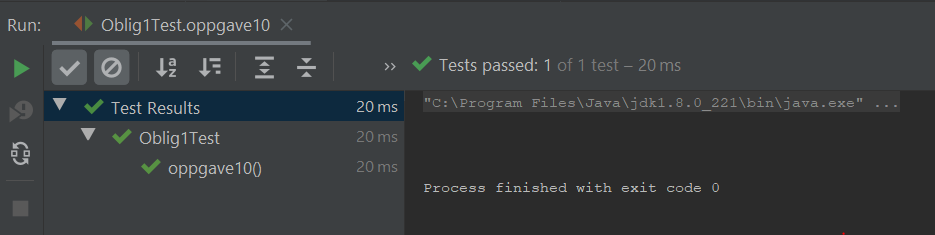 Run: Oblig1Test.oppgave10
Tests passed: 1 of 1 test – 20 ms
Test Results 20 ms
Oblig1Test 20 ms
oppgave10() 20 ms
"C:\Program Files\Java\jdk1.8.0_221\bin\java.exe" ...
Process finished with exit code 0